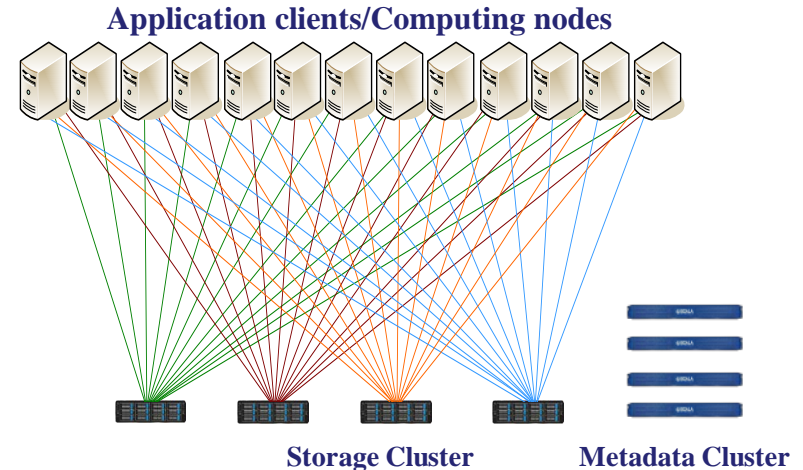 Application clients/Computing nodes
Storage Cluster
Metadata Cluster